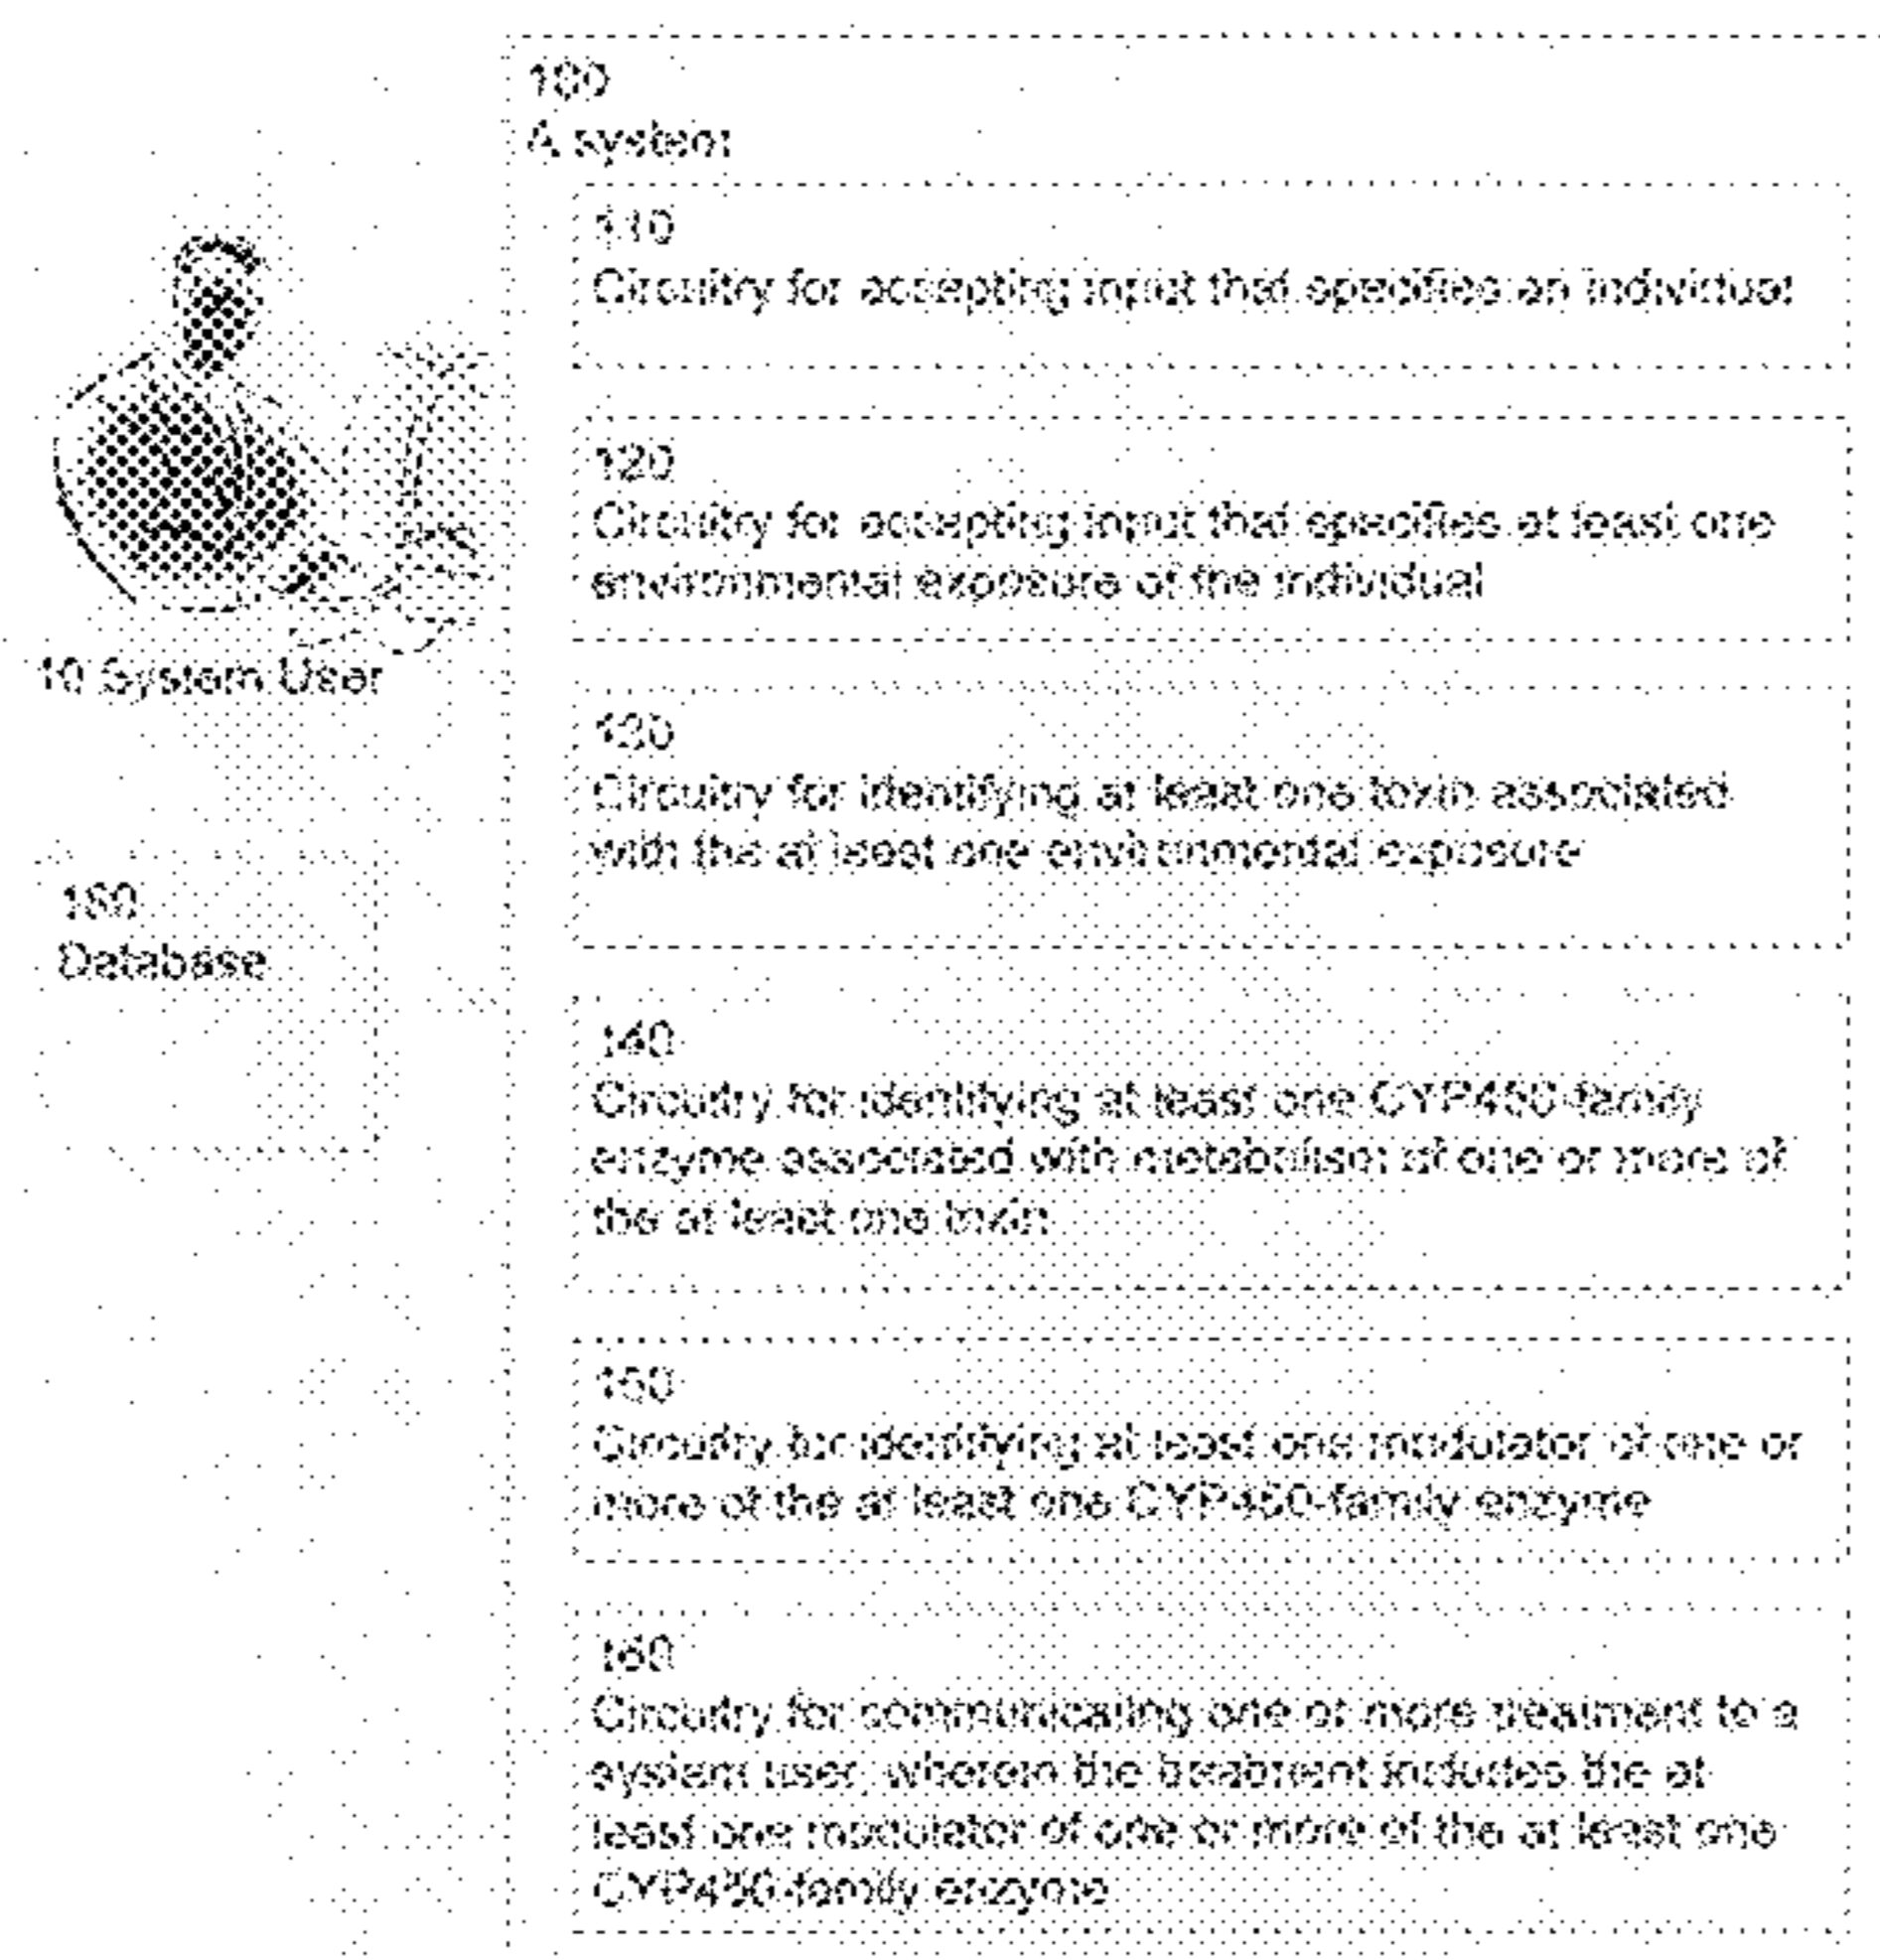 100
A system
110
Circuitry for accepting input that specifies an individual
120
Circuitry for accepting input that specifies at least one
environmental exposure of the individual
10 System User
130
Circuitry for identifying at least one toxin associated
with the at least one environmental exposure
Database
140
Circuitry for identifying at least one CYP450-family
enzyme associated with metabolism of one or more of
the at least one toxin
150
Circuitry for identifying at least one modulator of one or
more of the at least one CYP450-family enzyme
160
Circuitry for communicating one or more treatment to a
system user, wherein the treatment includes the at
least one modulator of one or more of the at least one
CYP450-family enzyme